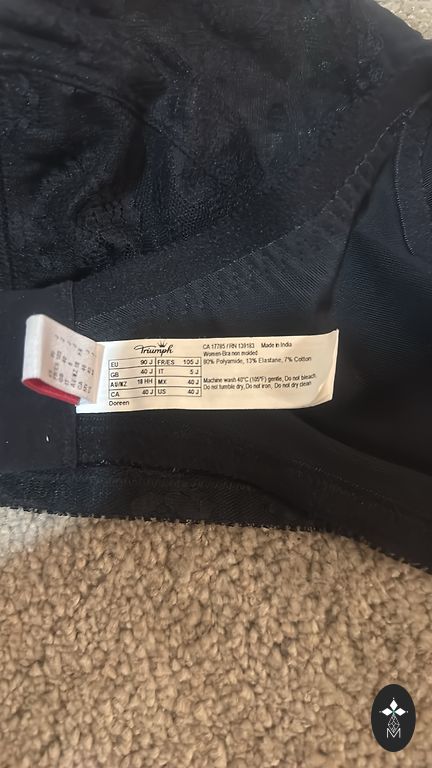 Triumph
EU 90 J FR/ES 105 J
GB 40 J IT 5 J
AU/NZ 18 HH MX 40 J
CA 40 J US 40 J
Doreen
CA 17785 / RN 139183 Made in India
Women-Bra non molded
80% Polyamide, 13% Elastane, 7% Cotton
Machine wash 40°C (105°F) gentle, Do not bleach,
Do not tumble dry, Do not iron, Do not dry clean
M